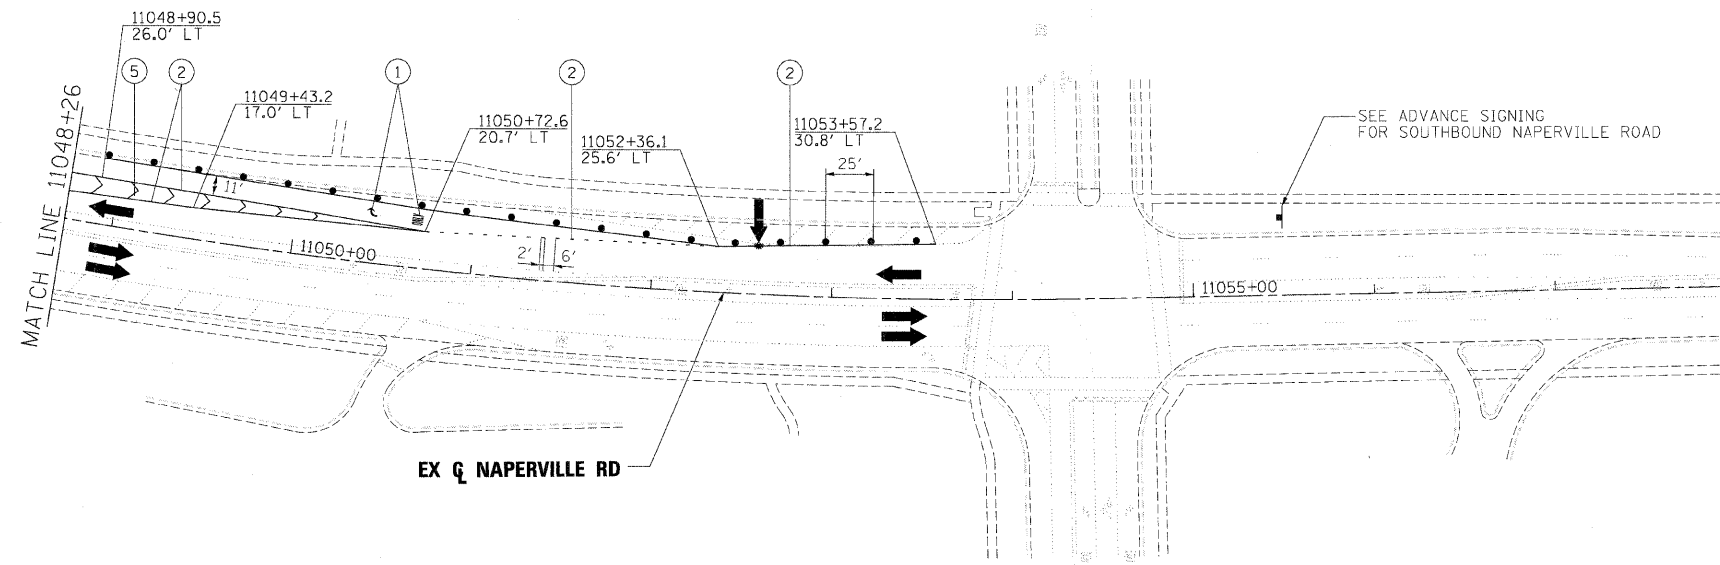 11048+90.5
26.0' LT
5
2
1
2
2
11049+43.2
17.0' LT
11050+72.6
20.7' LT
11052+36.1
25.6' LT
11053+57.2
30.8' LT
25'
SEE ADVANCE SIGNING
FOR SOUTHBOUND NAPERVILLE ROAD
MATCH LINE 11048+26
11'
11050+00
2'
6'
11055+00
EX ℄ NAPERVILLE RD